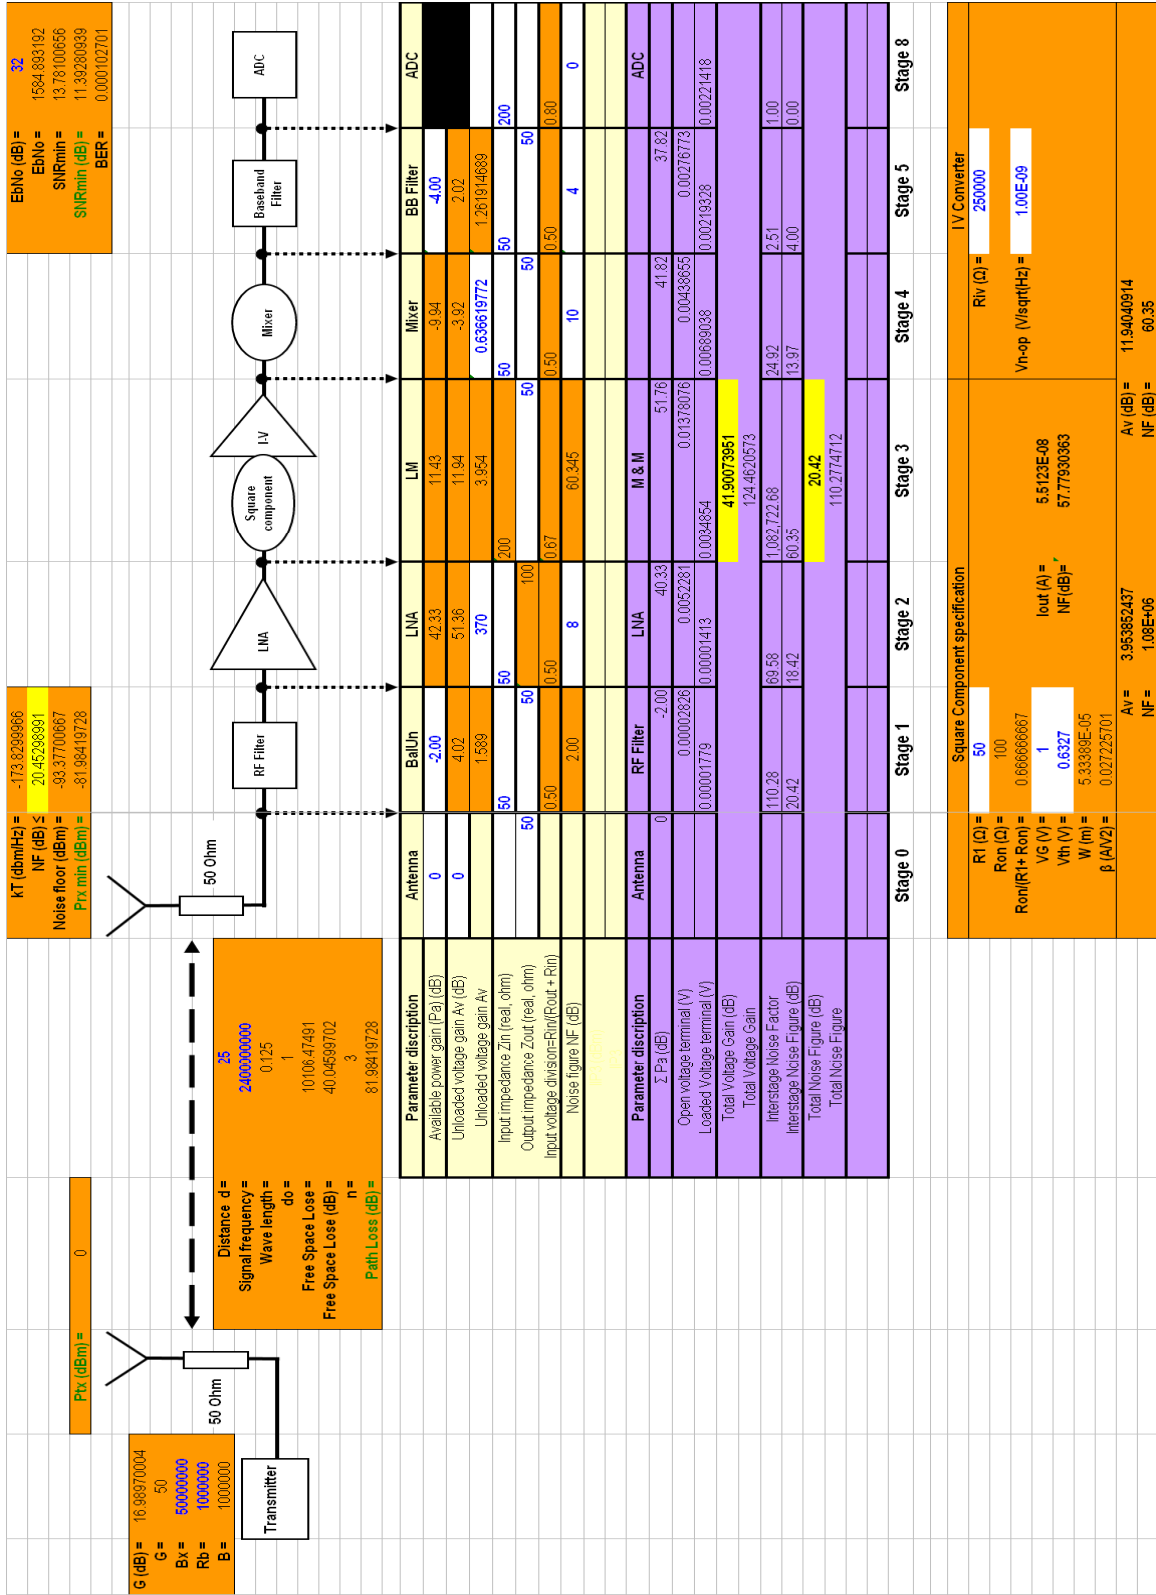 G (dB) = 16.98970004
G = 50
Bx = 50000000
Rb = 1000000
B = 1000000
Ptx (dBm) = 0
kT (dbm/Hz) = -173.8299966
NF (dB) ≤ 20.45298991
Noise floor (dBm) = -93.37700667
Prx min (dBm) = -81.98419728
EbNo (dB) = 32
EbNo = 1584.893192
SNRmin = 13.78100656
SNRmin (dB) = 11.39280939
BER = 0.000102701
Transmitter
50 Ohm
50 Ohm
RF Filter
LNA
Square component
I-V
Mixer
Baseband Filter
ADC
Distance d = 25
Signal frequency = 2400000000
Wave length = 0.125
do = 1
Free Space Lose = 10106.47491
Free Space Lose (dB) = 40.04599702
n = 3
Path Loss (dB) = 81.98419728
Parameter discription Antenna BalUn LNA LM Mixer BB Filter ADC
Available power gain (Pa) (dB) 0 -2.00 42.33 11.43 -9.94 -4.00
Unloaded voltage gain Av (dB) 0 4.02 51.36 11.94 -3.92 2.02
Unloaded voltage gain Av 1.589 370 3.954 0.636619772 1.261914689
Input impedance Zin (real, ohm) 50 50 200 50 50 200
Output impedance Zout (real, ohm) 50 50 100 50 50 50
Input voltage division=Rin/(Rout + Rin) 0.50 0.50 0.67 0.50 0.50 0.80
Noise figure NF (dB) 2.00 8 60.345 10 4 0
Parameter discription Antenna RF Filter LNA M & M ADC
Σ Pa (dB) 0 -2.00 40.33 51.76 41.82 37.82
Open voltage terminal (V) 0.00002826 0.0052281 0.01378076 0.00438655 0.00276773
Loaded Voltage terminal (V) 0.00001779 0.00001413 0.0034854 0.00689038 0.00219328 0.00221418
Total Voltage Gain (dB) 41.90073951
Total Voltage Gain 124.4620573
Interstage Noise Factor 110.28 69.58 1,082,722.68 24.92 2.51 1.00
Interstage Noise Figure (dB) 20.42 18.42 60.35 13.97 4.00 0.00
Total Noise Figure (dB) 20.42
Total Noise Figure 110.2774712
Stage 0 Stage 1 Stage 2 Stage 3 Stage 4 Stage 5 Stage 8
Square Component specification I V Converter
R1 (Ω) = 50 Riv (Ω) = 250000
Ron (Ω) = 100
Ron/(R1+ Ron) = 0.666666667 Vn-op (V/sqrt(Hz) = 1.00E-09
VG (V) = 1 Iout (A) = 5.5123E-08
Vth (V) = 0.6327 NF(dB)= 57.77930363
W (m) = 5.33389E-05
β (A/V2) = 0.027225701
Av = 3.953852437 Av (dB) = 11.94040914
NF = 1.08E+06 NF (dB) = 60.35